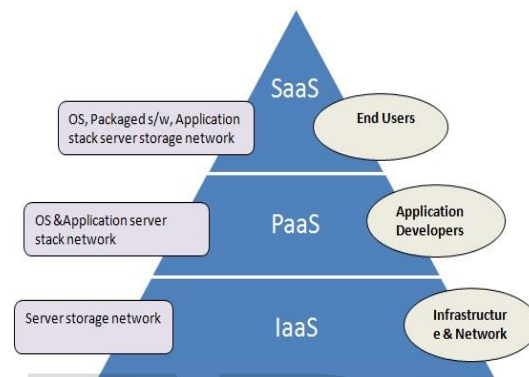 SaaS
OS, Packaged s/w, Application
stack server storage network
End Users
PaaS
OS &Application server
stack network
Application
Developers
IaaS
Server storage network
Infrastructur
e & Network